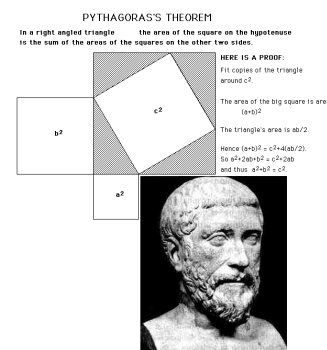 PYTHAGORAS'S THEOREM
In a right angled triangle the area of the square on the hypotenuse
is the sum of the areas of the squares on the other two sides.
HERE IS A PROOF:
Fit copies of the triangle
around c².
The area of the big square is are
(a+b)²
The triangle's area is ab/2.
Hence (a+b)² = c²+4(ab/2).
So a²+2ab+b² = c²+2ab
and thus a²+b² = c².
c²
b²
a²